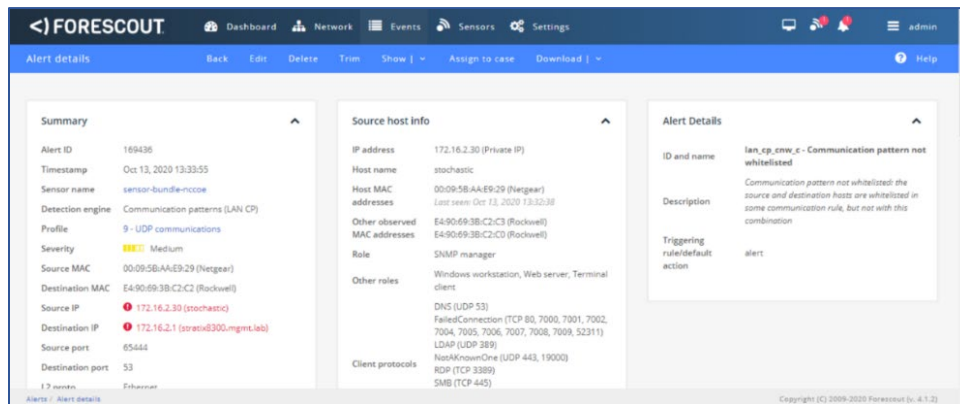 <) FORESCOUT.
Dashboard Network Events Sensors Settings admin
Alert details Back Edit Delete Trim Show | Assign to case Download | Help
Summary
Alert ID 169436
Timestamp Oct 13, 2020 13:33:55
Sensor name sensor-bundle-nccoe
Detection engine Communication patterns (LAN CP)
Profile 9 - UDP communications
Severity Medium
Source MAC 00:09:5B:AA:E9:29 (Netgear)
Destination MAC E4:90:69:3B:C2:C2 (Rockwell)
Source IP 172.16.2.30 (stochastic)
Destination IP 172.16.2.1 (stratix8300.mgmt.lab)
Source port 65444
Destination port 53
L2 proto Ethernet
Source host info
IP address 172.16.2.30 (Private IP)
Host name stochastic
Host MAC 00:09:5B:AA:E9:29 (Netgear)
addresses Last seen: Oct 13, 2020 13:32:38
Other observed E4:90:69:3B:C2:C3 (Rockwell)
MAC addresses E4:90:69:3B:C2:C0 (Rockwell)
Role SNMP manager
Other roles Windows workstation, Web server, Terminal
client
DNS (UDP 53)
FailedConnection (TCP 80, 7000, 7001, 7002,
7004, 7005, 7006, 7007, 7008, 7009, 52311)
LDAP (UDP 389)
Client protocols NotAKnownOne (UDP 443, 19000)
RDP (TCP 3389)
SMB (TCP 445)
Alert Details
ID and name lan_cp_cnw_c - Communication pattern not
whitelisted
Description Communication pattern not whitelisted: the
source and destination hosts are whitelisted in
some communication rule, but not with this
combination
Triggering
rule/default alert
action
Alerts / Alert details Copyright (C) 2009-2020 Forescout (v. 4.1.2)